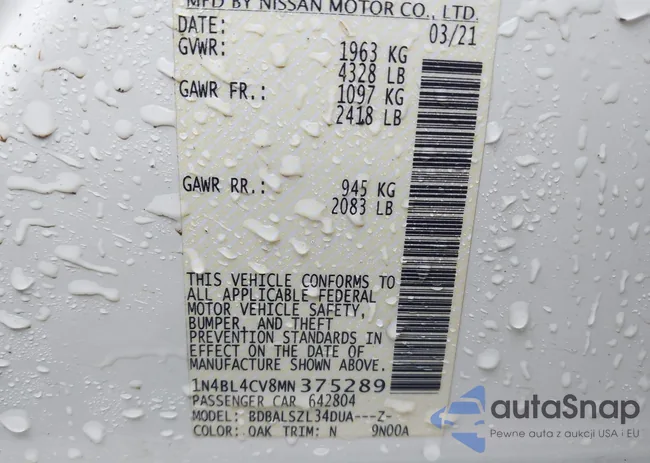 MFD BY NISSAN MOTOR CO., LTD.
DATE: 03/21
GVWR: 1963 KG
4328 LB
GAWR FR.: 1097 KG
2418 LB
GAWR RR.: 945 KG
2083 LB
THIS VEHICLE CONFORMS TO
ALL APPLICABLE FEDERAL
MOTOR VEHICLE SAFETY,
BUMPER, AND THEFT
PREVENTION STANDARDS IN
EFFECT ON THE DATE OF
MANUFACTURE SHOWN ABOVE.
1N4BL4CV8MN375289
PASSENGER CAR 642804
MODEL: BDBALSZL34DUA---Z-
COLOR: QAK TRIM: N 9N00A
autaSnap
Pewne auta z aukcji USA i EU